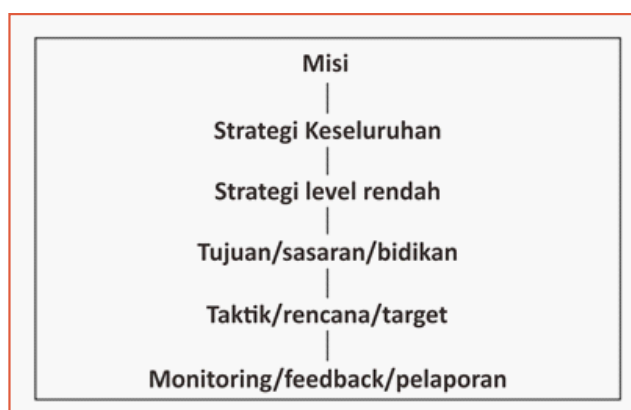 Misi
Strategi Keseluruhan
Strategi level rendah
Tujuan/sasaran/bidikan
Taktik/rencana/target
Monitoring/feedback/pelaporan